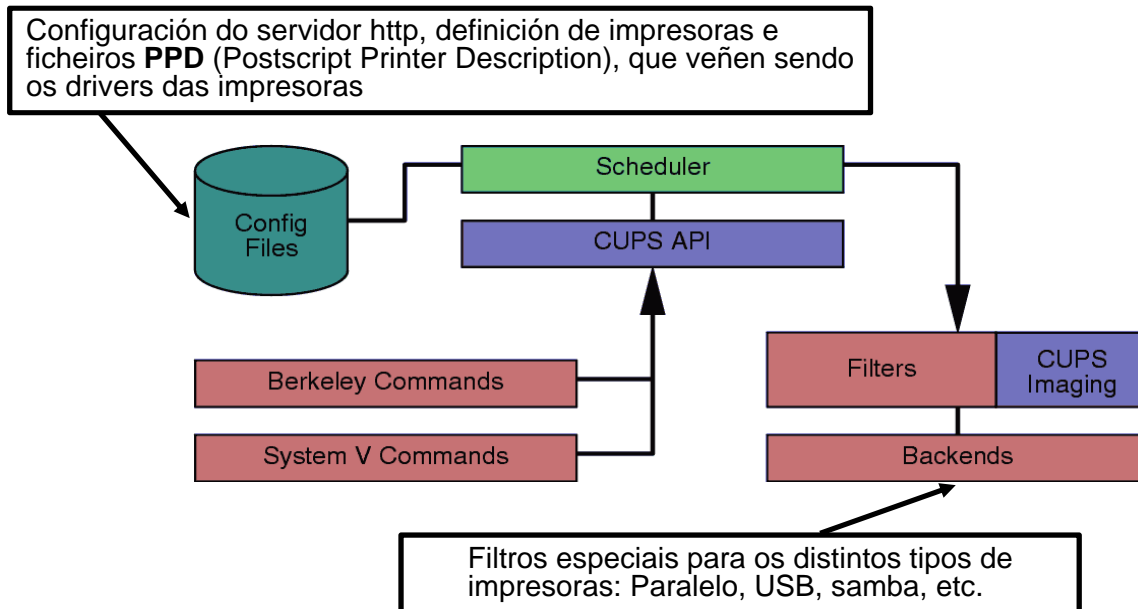 Configuración do servidor http, definición de impresoras e
ficheiros PPD (Postscript Printer Description), que veñen sendo
os drivers das impresoras
Scheduler
Config
Files
CUPS API
Berkeley Commands
Filters
CUPS
Imaging
System V Commands
Backends
Filtros especiais para os distintos tipos de
impresoras: Paralelo, USB, samba, etc.